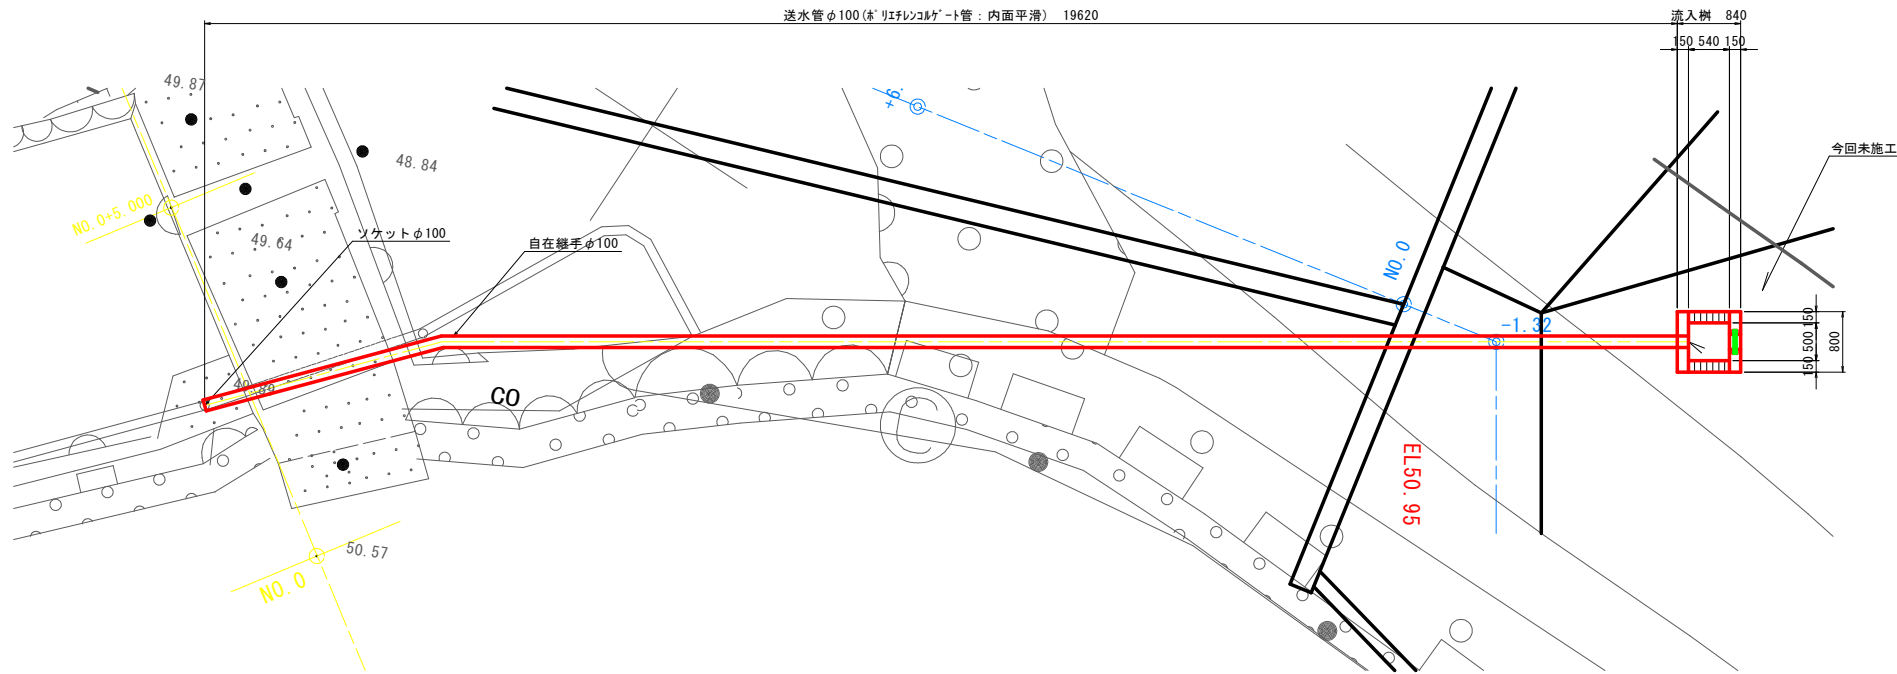 送水管φ100(ﾎﾟﾘｴﾁﾚﾝｺﾙｹﾞｰﾄ管：内面平滑) 19620
流入桝 840
150 540 150
49.87
+6.
48.84
今回未施工
NO.0+5.000
ソケットφ100
49.64
自在継手φ100
NO.0
-1.32
150
500
150
800
49.89
CO
EL50.95
50.57
NO.0